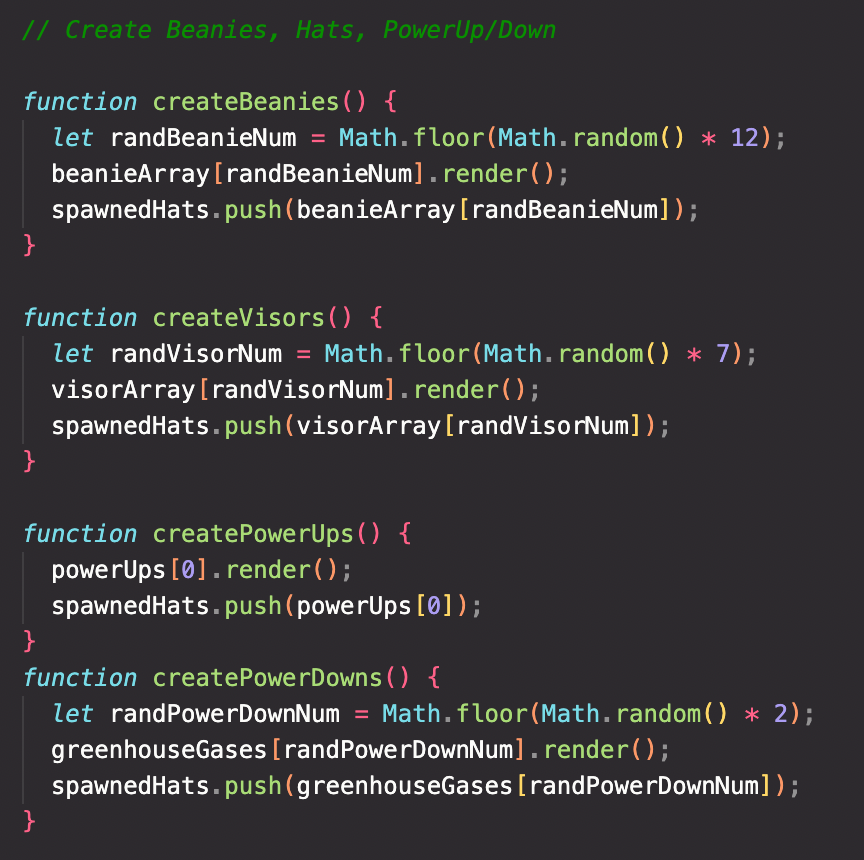 // Create Beanies, Hats, PowerUp/Down
function createBeanies() {
let randBeanieNum = Math.floor(Math.random() * 12);
beanieArray[randBeanieNum].render();
spawnedHats.push(beanieArray[randBeanieNum]);
}
function createVisors() {
let randVisorNum = Math.floor(Math.random() * 7);
visorArray[randVisorNum].render();
spawnedHats.push(visorArray[randVisorNum]);
}
function createPowerUps() {
powerUps[0].render();
spawnedHats.push(powerUps[0]);
}
function createPowerDowns() {
let randPowerDownNum = Math.floor(Math.random() * 2);
greenhouseGases[randPowerDownNum].render();
spawnedHats.push(greenhouseGases[randPowerDownNum]);
}